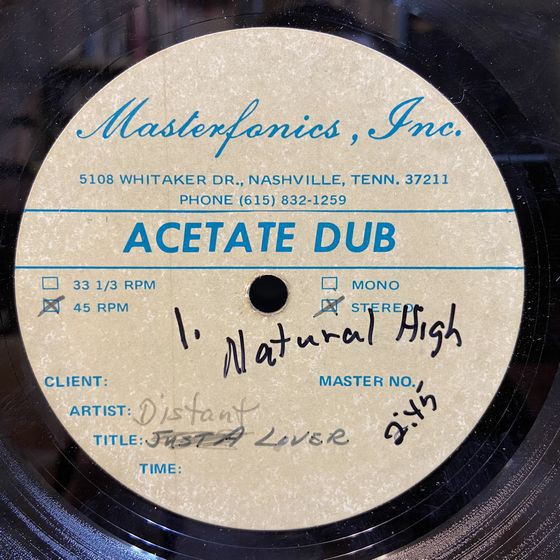 Masterfonics, Inc.
5108 WHITAKER DR., NASHVILLE, TENN. 37211
PHONE (615) 832-1259
ACETATE DUB
33 1/3 RPM
MONO
45 RPM
STEREO
1. Natural High
CLIENT:
MASTER NO.
ARTIST: Distant
2:45
TITLE: JUST A LOVER
TIME: